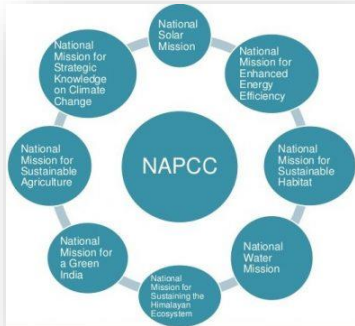 National
Solar
Mission
National
Mission for
Enhanced
Energy
Efficiency
National
Mission for
Sustainable
Habitat
National
Water
Mission
National
Mission for
Sustaining the
Himalayan
Ecosystem
National
Mission for
a Green
India
National
Mission for
Sustainable
Agriculture
National
Mission for
Strategic
Knowledge
on Climate
Change
NAPCC